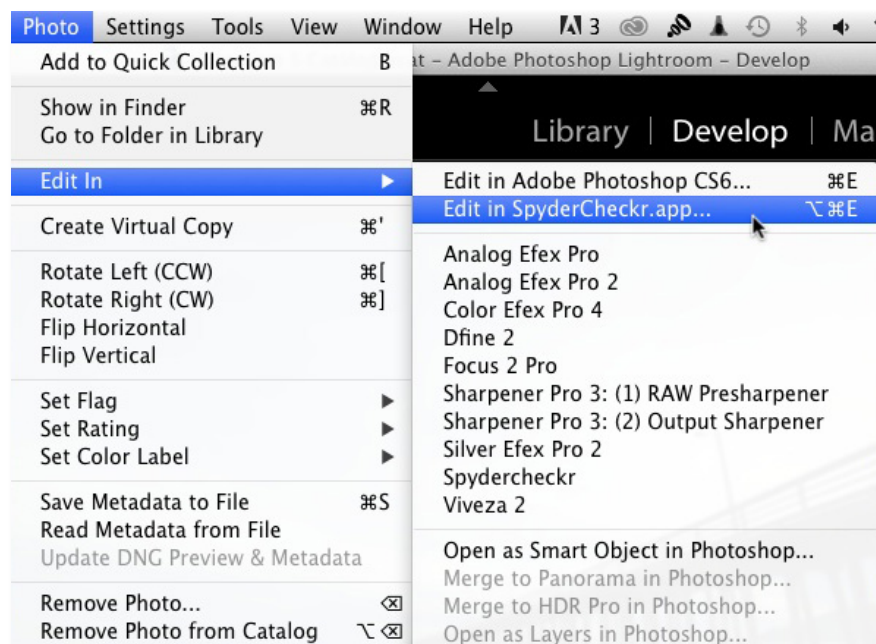 Photo Settings Tools View Window Help 3
at – Adobe Photoshop Lightroom – Develop
Library | Develop | Ma
Add to Quick Collection B
Show in Finder ⌘R
Go to Folder in Library
Edit In ▶
Create Virtual Copy ⌘'
Rotate Left (CCW) ⌘[
Rotate Right (CW) ⌘]
Flip Horizontal
Flip Vertical
Set Flag ▶
Set Rating ▶
Set Color Label ▶
Save Metadata to File ⌘S
Read Metadata from File
Update DNG Preview & Metadata
Remove Photo... ⌫
Remove Photo from Catalog ⌥⌫
Edit in Adobe Photoshop CS6... ⌘E
Edit in SpyderCheckr.app... ⌥⌘E
Analog Efex Pro
Analog Efex Pro 2
Color Efex Pro 4
Dfine 2
Focus 2 Pro
Sharpener Pro 3: (1) RAW Presharpener
Sharpener Pro 3: (2) Output Sharpener
Silver Efex Pro 2
Spydercheckr
Viveza 2
Open as Smart Object in Photoshop...
Merge to Panorama in Photoshop...
Merge to HDR Pro in Photoshop...
Open as Layers in Photoshop...